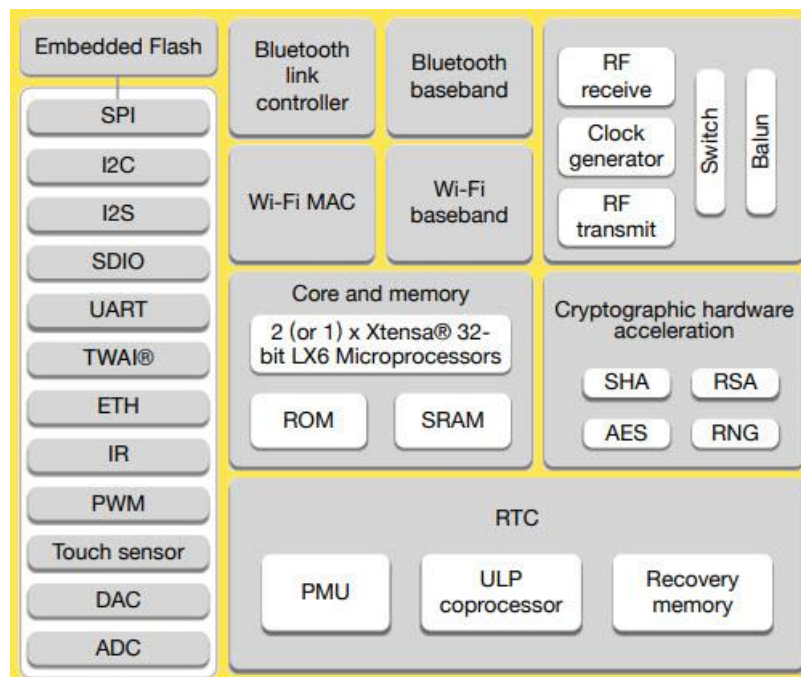 Embedded Flash
SPI
I2C
I2S
SDIO
UART
TWAI®
ETH
IR
PWM
Touch sensor
DAC
ADC
Bluetooth
link
controller
Bluetooth
baseband
Wi-Fi MAC
Wi-Fi
baseband
RF
receive
Clock
generator
RF
transmit
Switch
Balun
Core and memory
2 (or 1) x Xtensa® 32-
bit LX6 Microprocessors
ROM
SRAM
Cryptographic hardware
acceleration
SHA
RSA
AES
RNG
RTC
PMU
ULP
coprocessor
Recovery
memory